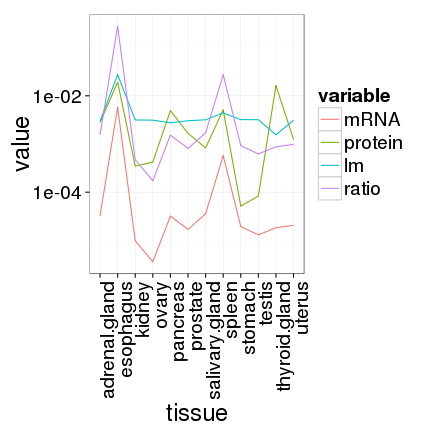 value
1e-02
1e-04
adrenal.gland
esophagus
kidney
ovary
pancreas
prostate
salivary.gland
spleen
stomach
testis
thyroid.gland
uterus
tissue
variable
mRNA
protein
lm
ratio